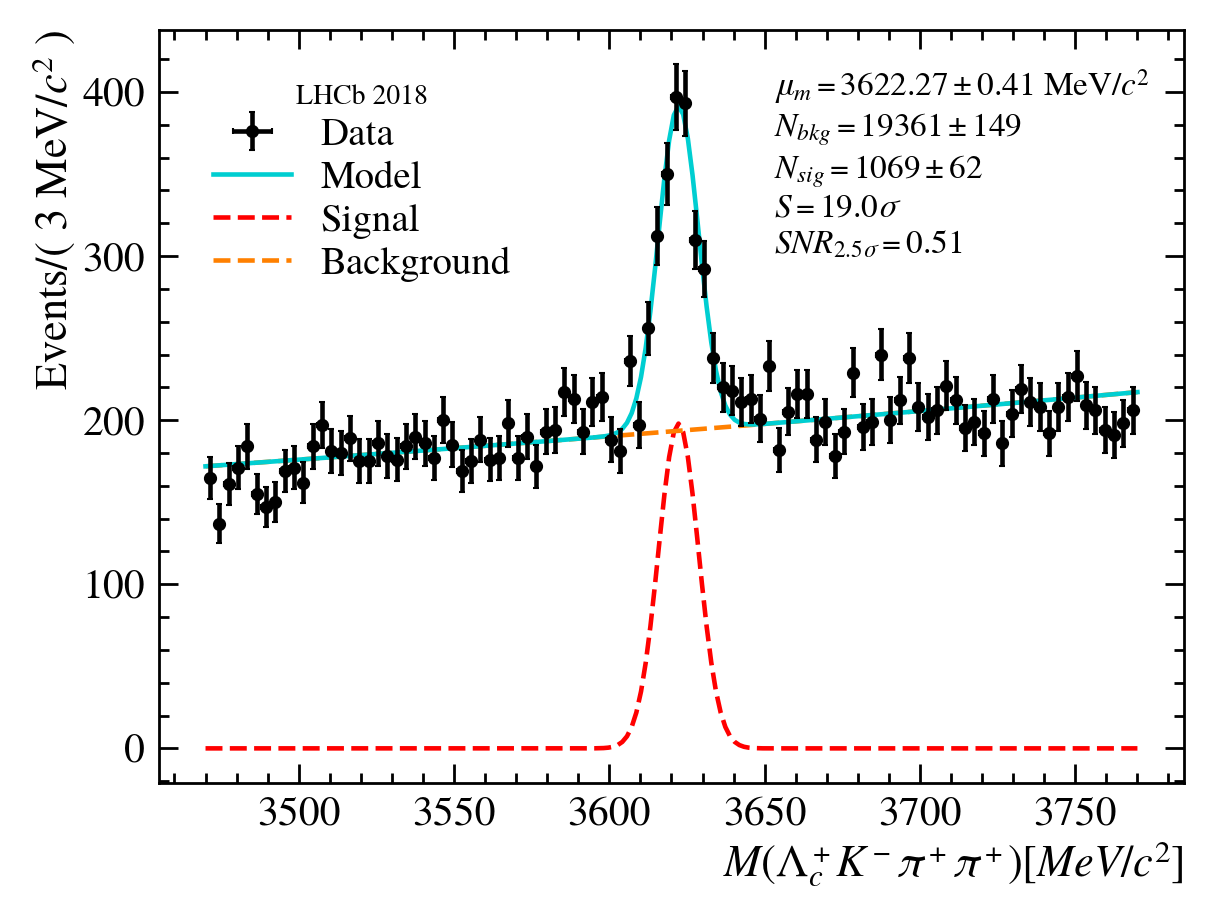 Events/( 3 MeV/c² )
400
300
200
100
0
LHCb 2018
Data
Model
Signal
Background
μₘ = 3622.27 ± 0.41 MeV/c²
N_bkg = 19361 ± 149
N_sig = 1069 ± 62
S = 19.0σ
SNR_2.5σ = 0.51
3500 3550 3600 3650 3700 3750
M(Λ_c^+ K^− π^+ π^+)[MeV/c²]